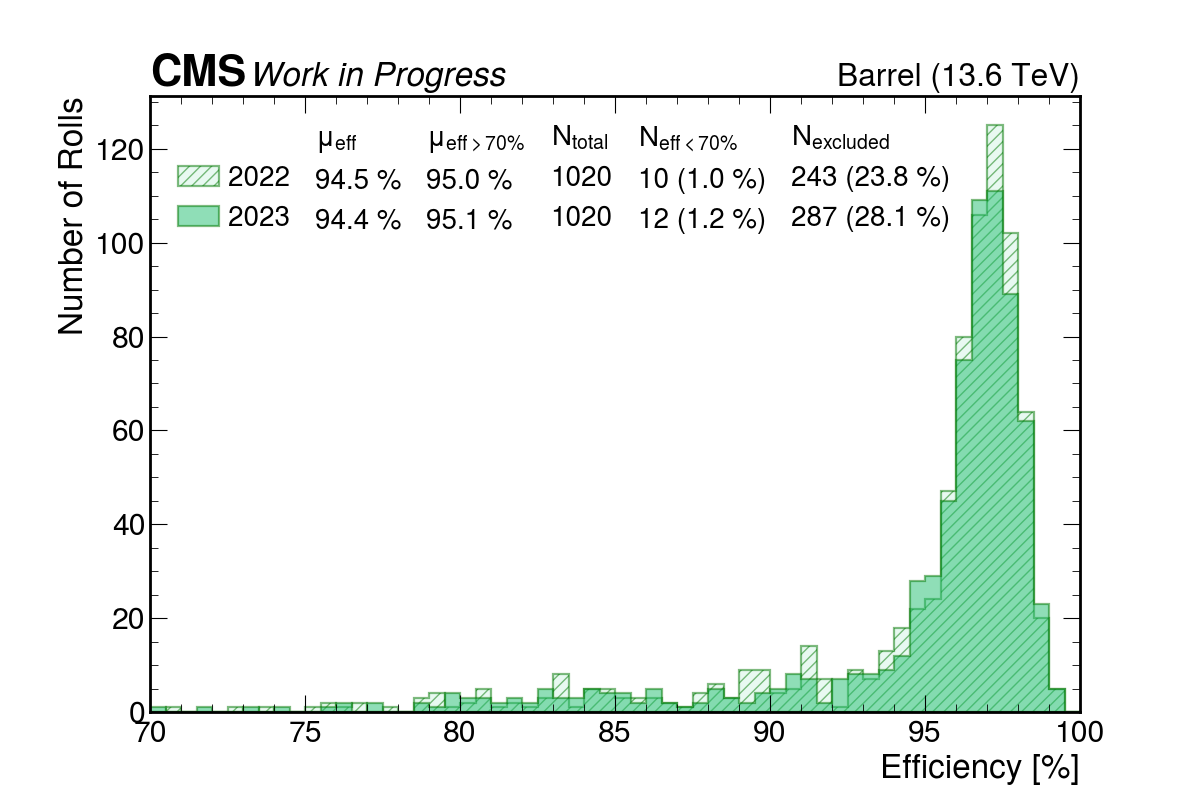 CMS Work in Progress Barrel (13.6 TeV)
Number of Rolls
μeff μeff > 70% Ntotal Neff < 70% Nexcluded
2022 94.5 % 95.0 % 1020 10 (1.0 %) 243 (23.8 %)
2023 94.4 % 95.1 % 1020 12 (1.2 %) 287 (28.1 %)
120
100
80
60
40
20
0
70 75 80 85 90 95 100
Efficiency [%]